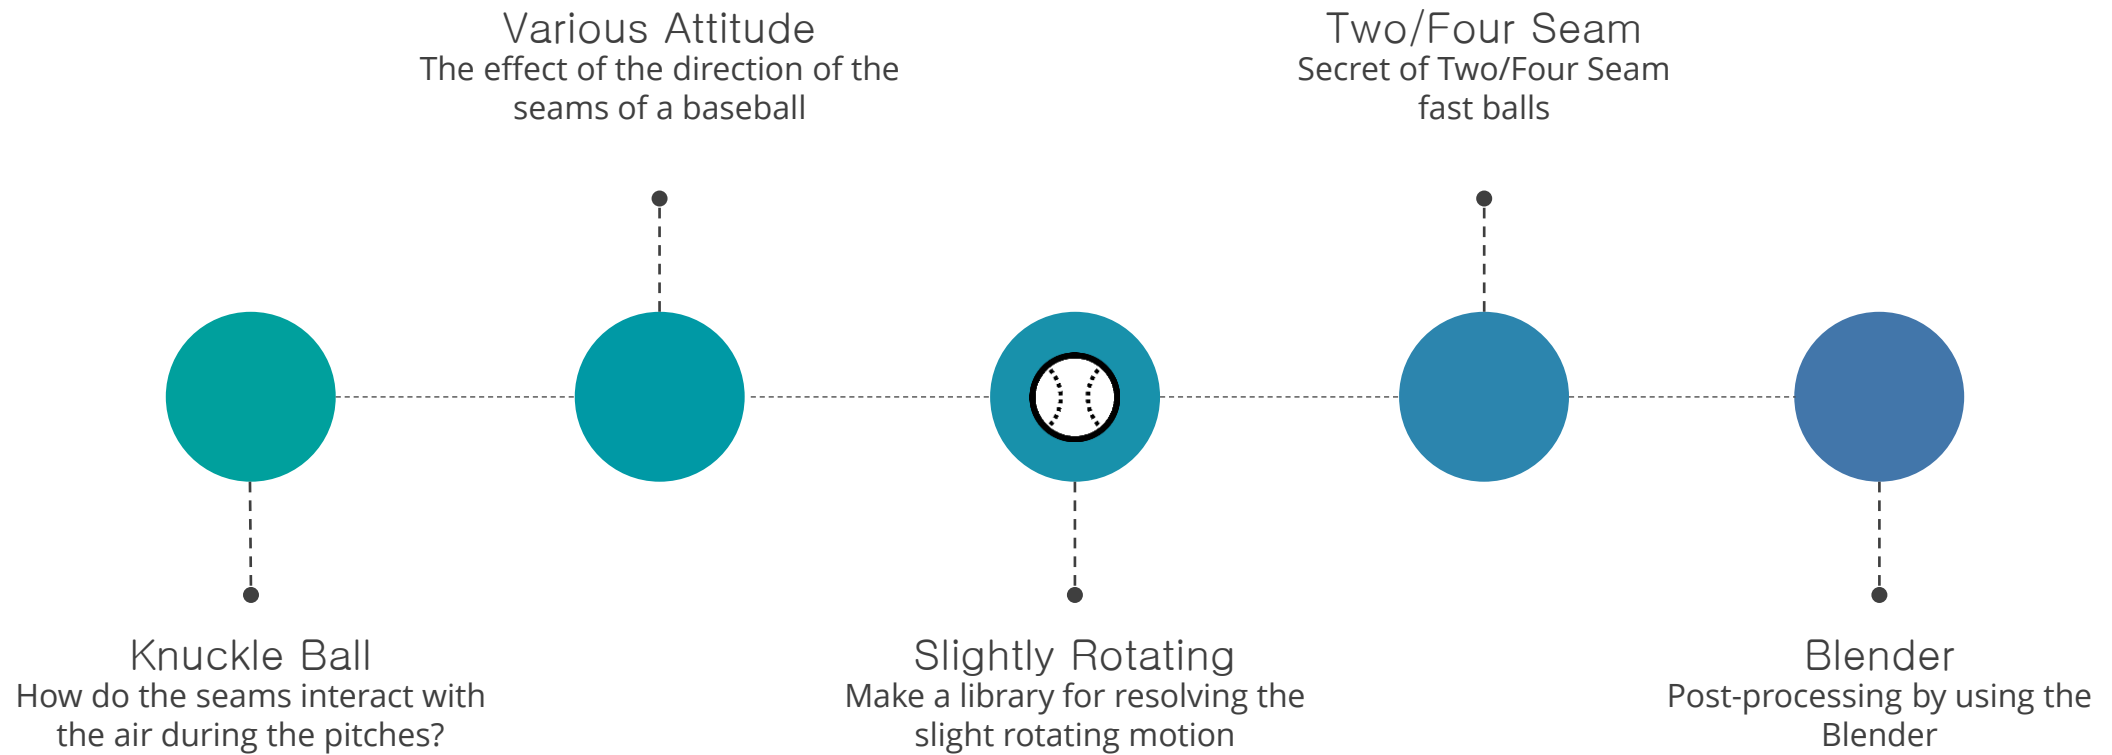 Various Attitude
The effect of the direction of the
seams of a baseball
Two/Four Seam
Secret of Two/Four Seam
fast balls
Knuckle Ball
How do the seams interact with
the air during the pitches?
Slightly Rotating
Make a library for resolving the
slight rotating motion
Blender
Post-processing by using the
Blender